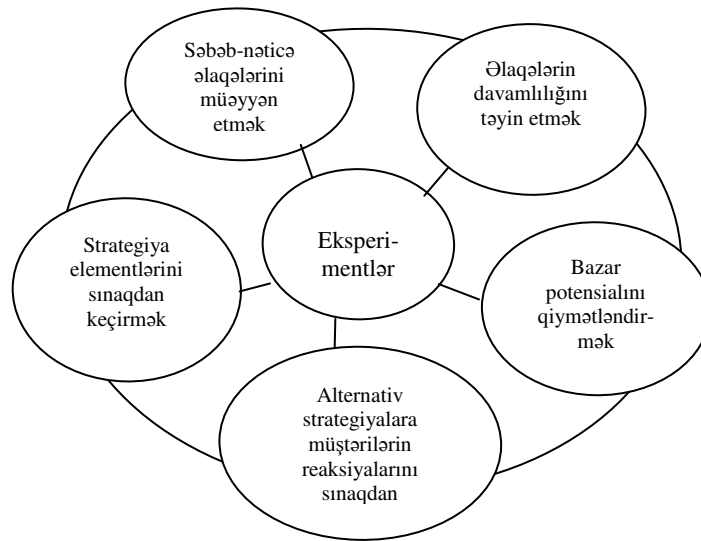 Səbəb-nəticə
əlaqələrini
müəyyən
etmək
Əlaqələrin
davamlılığını
təyin etmək
Eksperi-
mentlər
Strategiya
elementlərini
sınaqdan
keçirmək
Bazar
potensialını
qiymətləndir-
mək
Alternativ
strategiyalara
müştərilərin
reaksiyalarını
sınaqdan